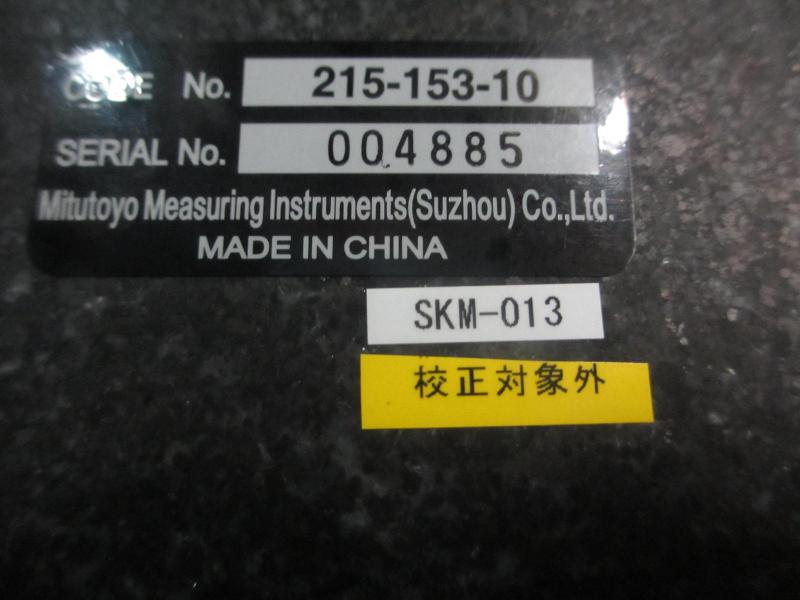 CODE No. 215-153-10
SERIAL No. 004885
Mitutoyo Measuring Instruments(Suzhou) Co.,Ltd.
MADE IN CHINA
SKM-013
校正対象外